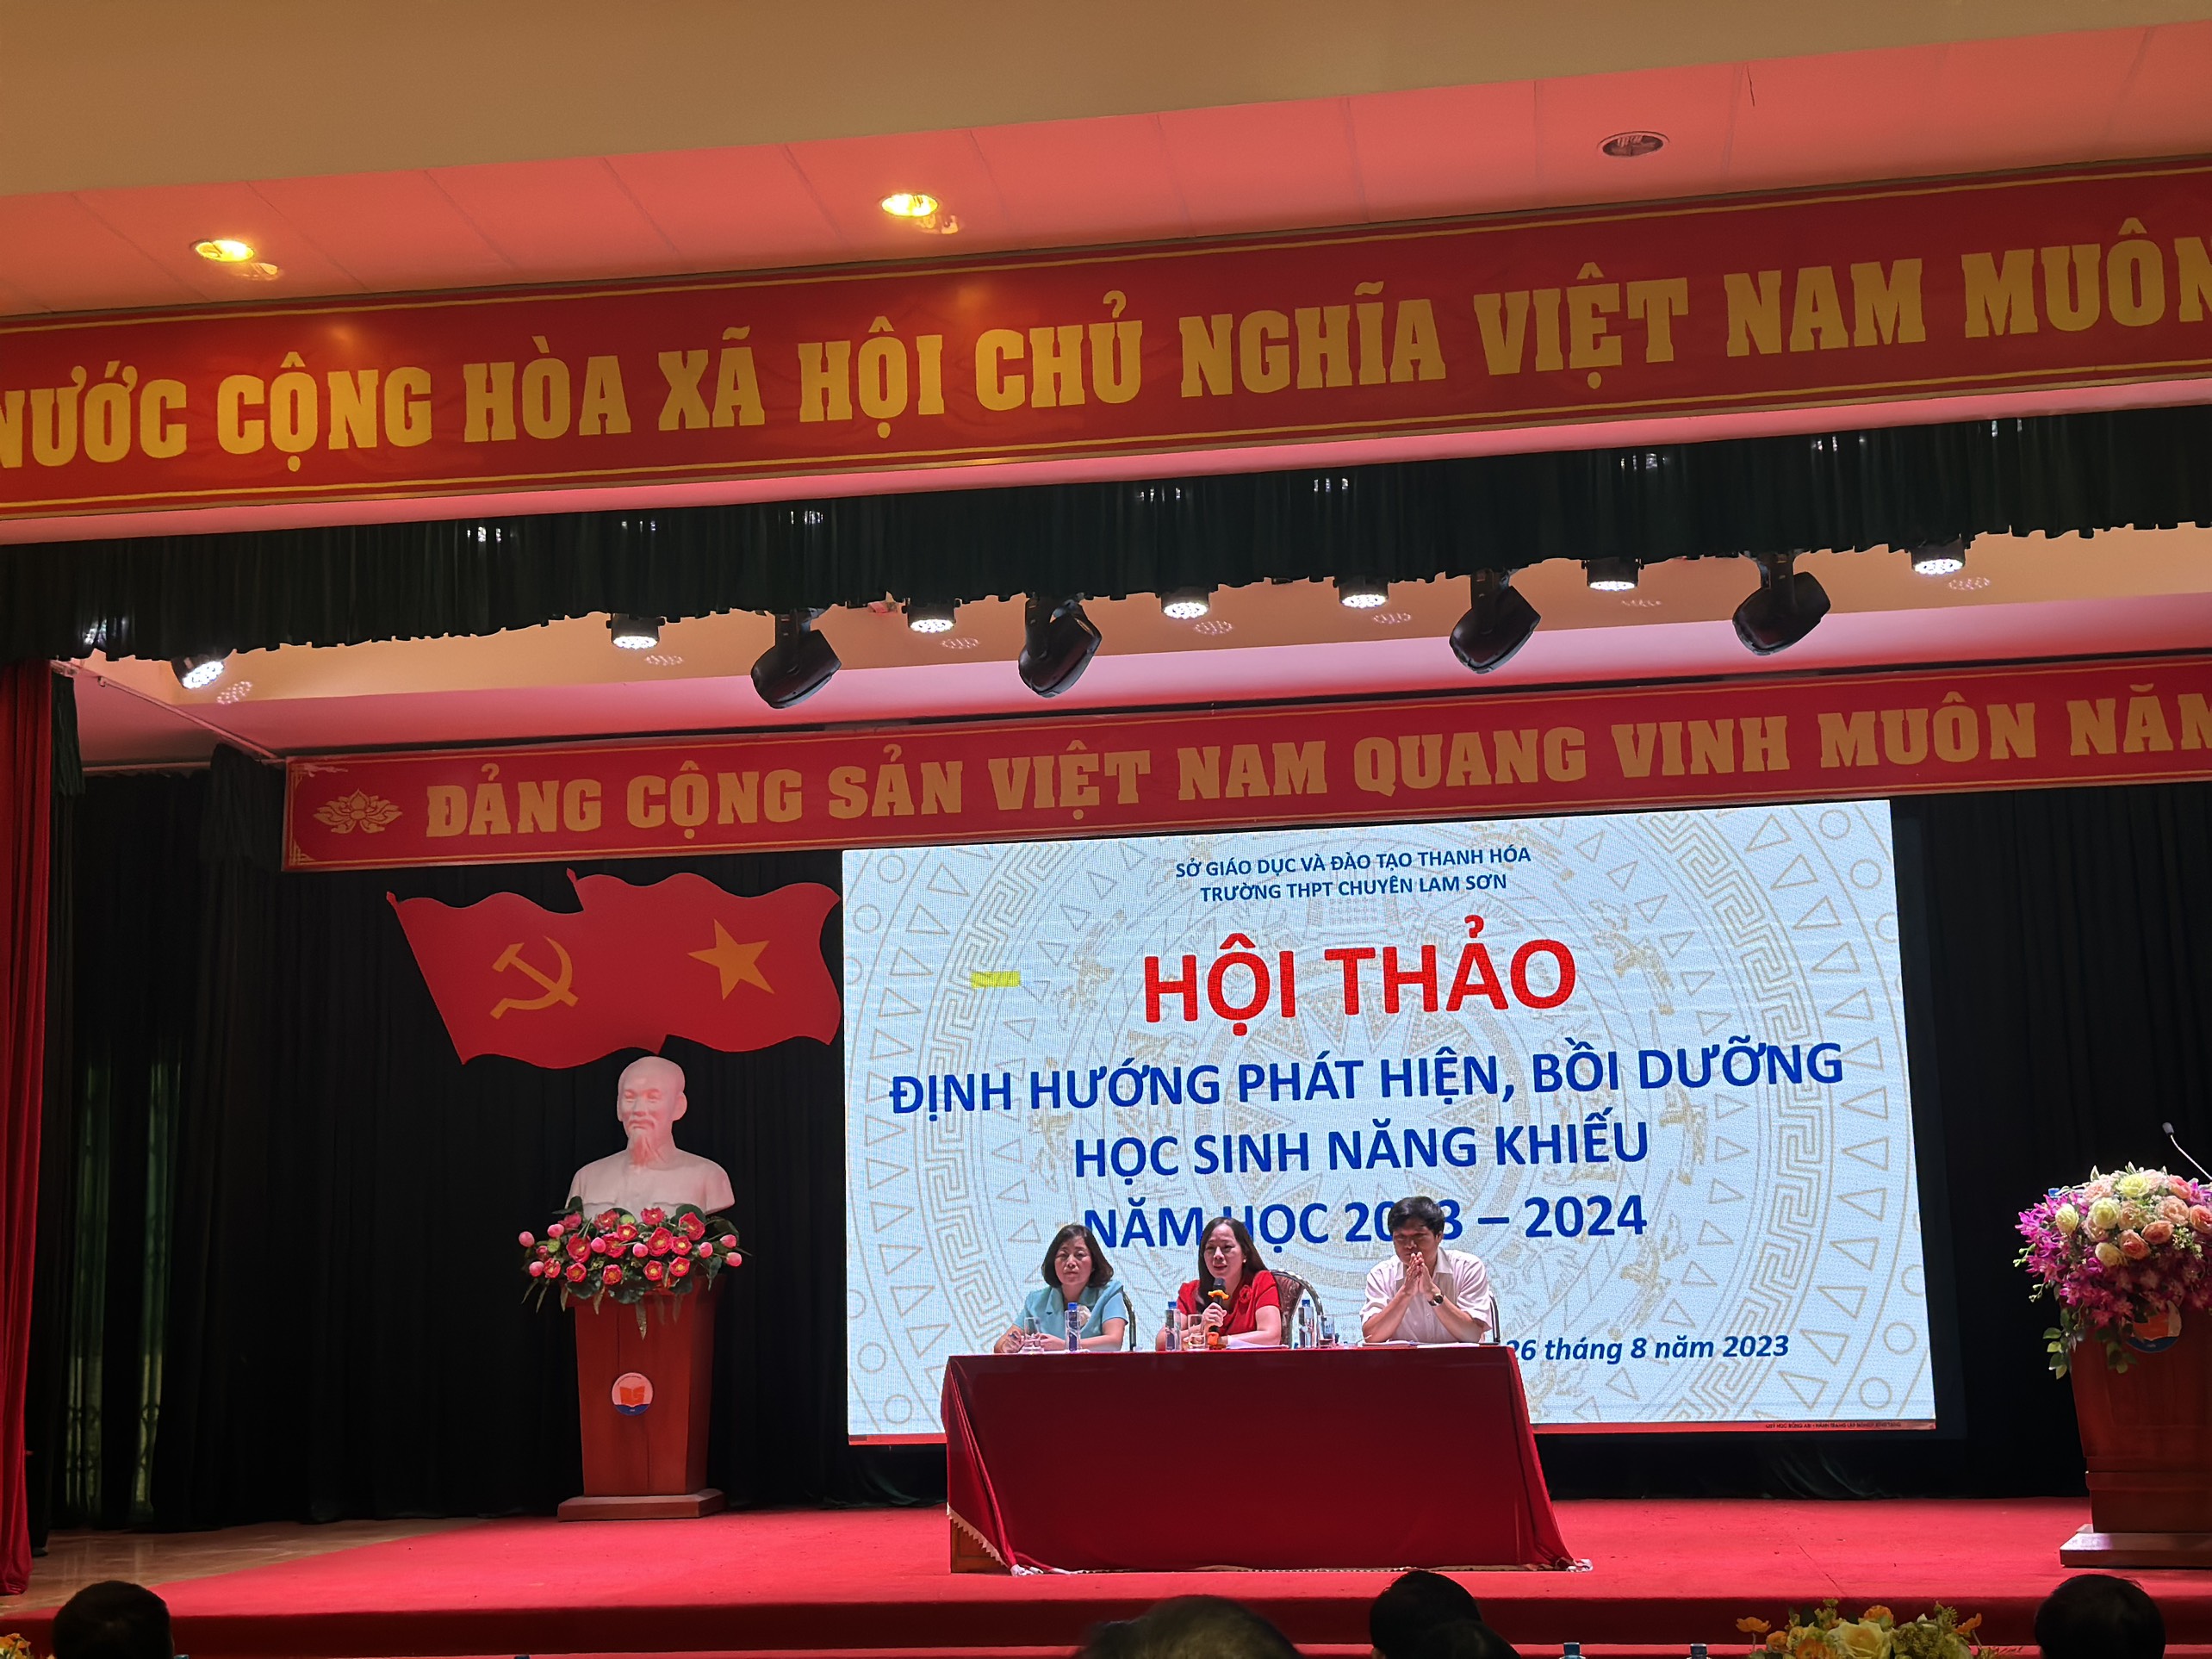 NƯỚC CỘNG HÒA XÃ HỘI CHỦ NGHĨA VIỆT NAM MUÔN
ĐẢNG CỘNG SẢN VIỆT NAM QUANG VINH MUÔN NĂM
SỞ GIÁO DỤC VÀ ĐÀO TẠO THANH HÓA
TRƯỜNG THPT CHUYÊN LAM SƠN
HỘI THẢO
ĐỊNH HƯỚNG PHÁT HIỆN, BỒI DƯỠNG
HỌC SINH NĂNG KHIẾU
NĂM HỌC 2023 – 2024
26 tháng 8 năm 2023